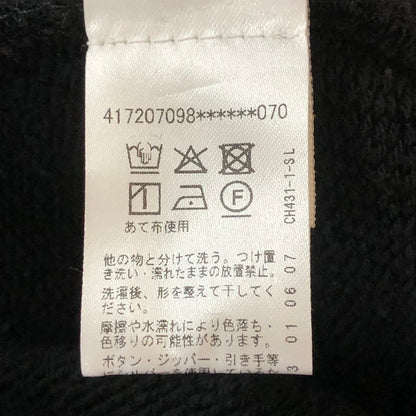 417207098******070
F
あて布使用
他の物と分けて洗う。つけ置
き洗い・濡れたままの放置禁止。
洗濯後、形を整えて干してく
ださい。
摩擦や水濡れにより色落ち・
色移りの可能性があります。
ボタン・ジッパー・引き手等
CH431-1-SL
01 06 07